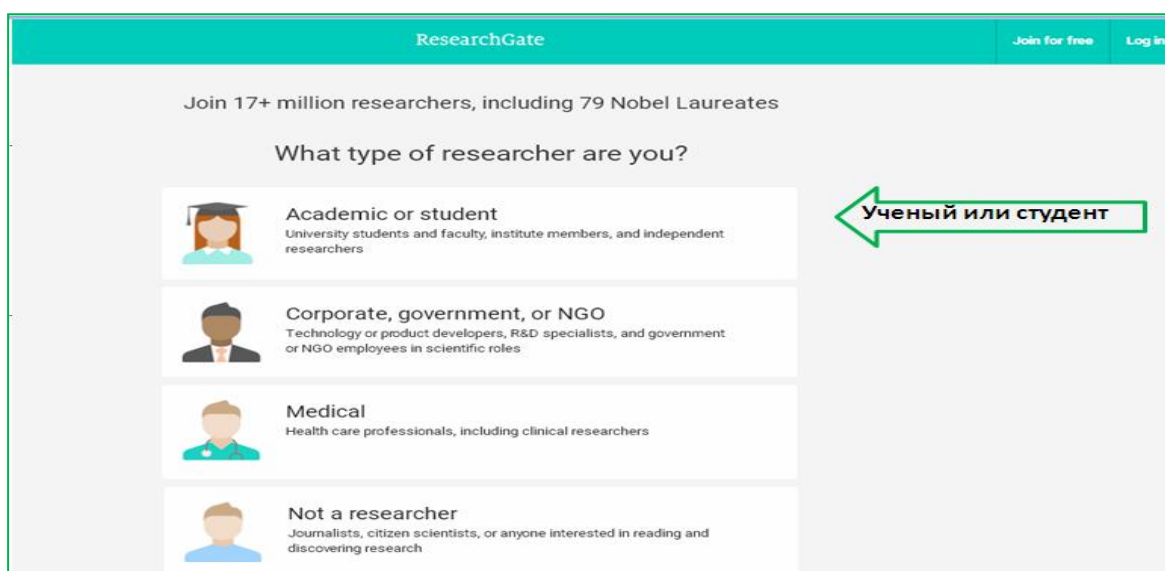 ResearchGate
Join for free
Log in
Join 17+ million researchers, including 79 Nobel Laureates
What type of researcher are you?
Academic or student
University students and faculty, institute members, and independent
researchers
Ученый или студент
Corporate, government, or NGO
Technology or product developers, R&D specialists, and government
or NGO employees in scientific roles
Medical
Health care professionals, including clinical researchers
Not a researcher
Journalists, citizen scientists, or anyone interested in reading and
discovering research